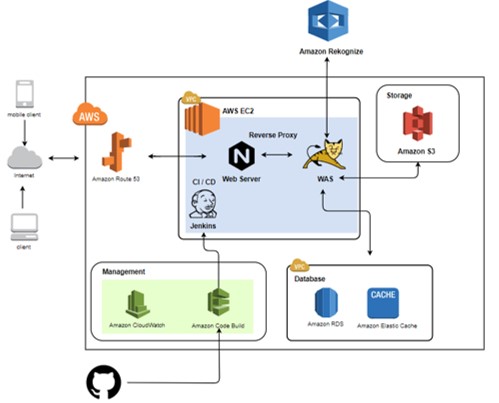 Amazon Rekognize
Storage
Amazon S3
mobile client
AWS
VPC
AWS EC2
Reverse Proxy
Internet
Amazon Route 53
N
Web Server
WAS
CI / CD
Jenkins
client
Management
Amazon CloudWatch
Amazon Code Build
VPC
Database
Amazon RDS
CACHE
Amazon Elastic Cache